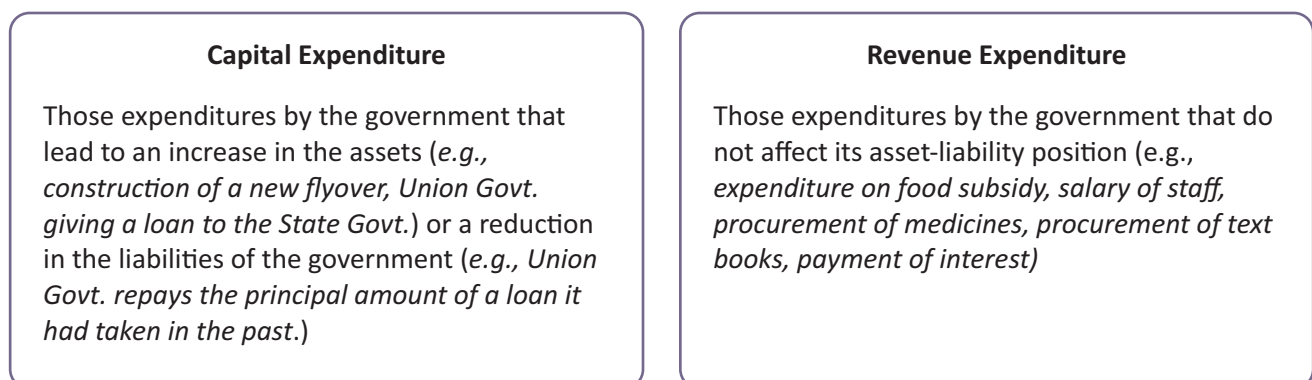 Capital Expenditure
Those expenditures by the government that
lead to an increase in the assets (e.g.,
construction of a new flyover, Union Govt.
giving a loan to the State Govt.) or a reduction
in the liabilities of the government (e.g., Union
Govt. repays the principal amount of a loan it
had taken in the past.)
Revenue Expenditure
Those expenditures by the government that do
not affect its asset-liability position (e.g.,
expenditure on food subsidy, salary of staff,
procurement of medicines, procurement of text
books, payment of interest)